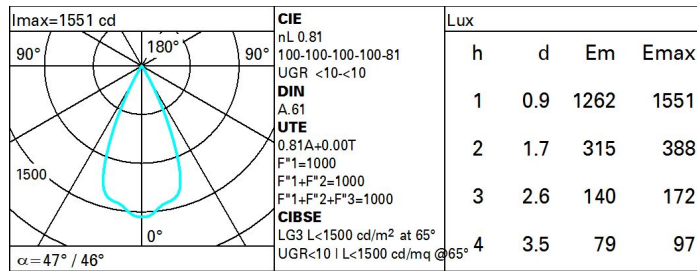 Imax=1551 cd
90°
180°
90°
1500
0°
α=47° / 46°
CIE
nL 0.81
100-100-100-100-81
UGR <10-<10
DIN
A.61
UTE
0.81A+0.00T
F"1=1000
F"1+F"2=1000
F"1+F"2+F"3=1000
CIBSE
LG3 L<1500 cd/m² at 65°
UGR<10 | L<1500 cd/mq @65°
Lux
h d Em Emax
1 0.9 1262 1551
2 1.7 315 388
3 2.6 140 172
4 3.5 79 97